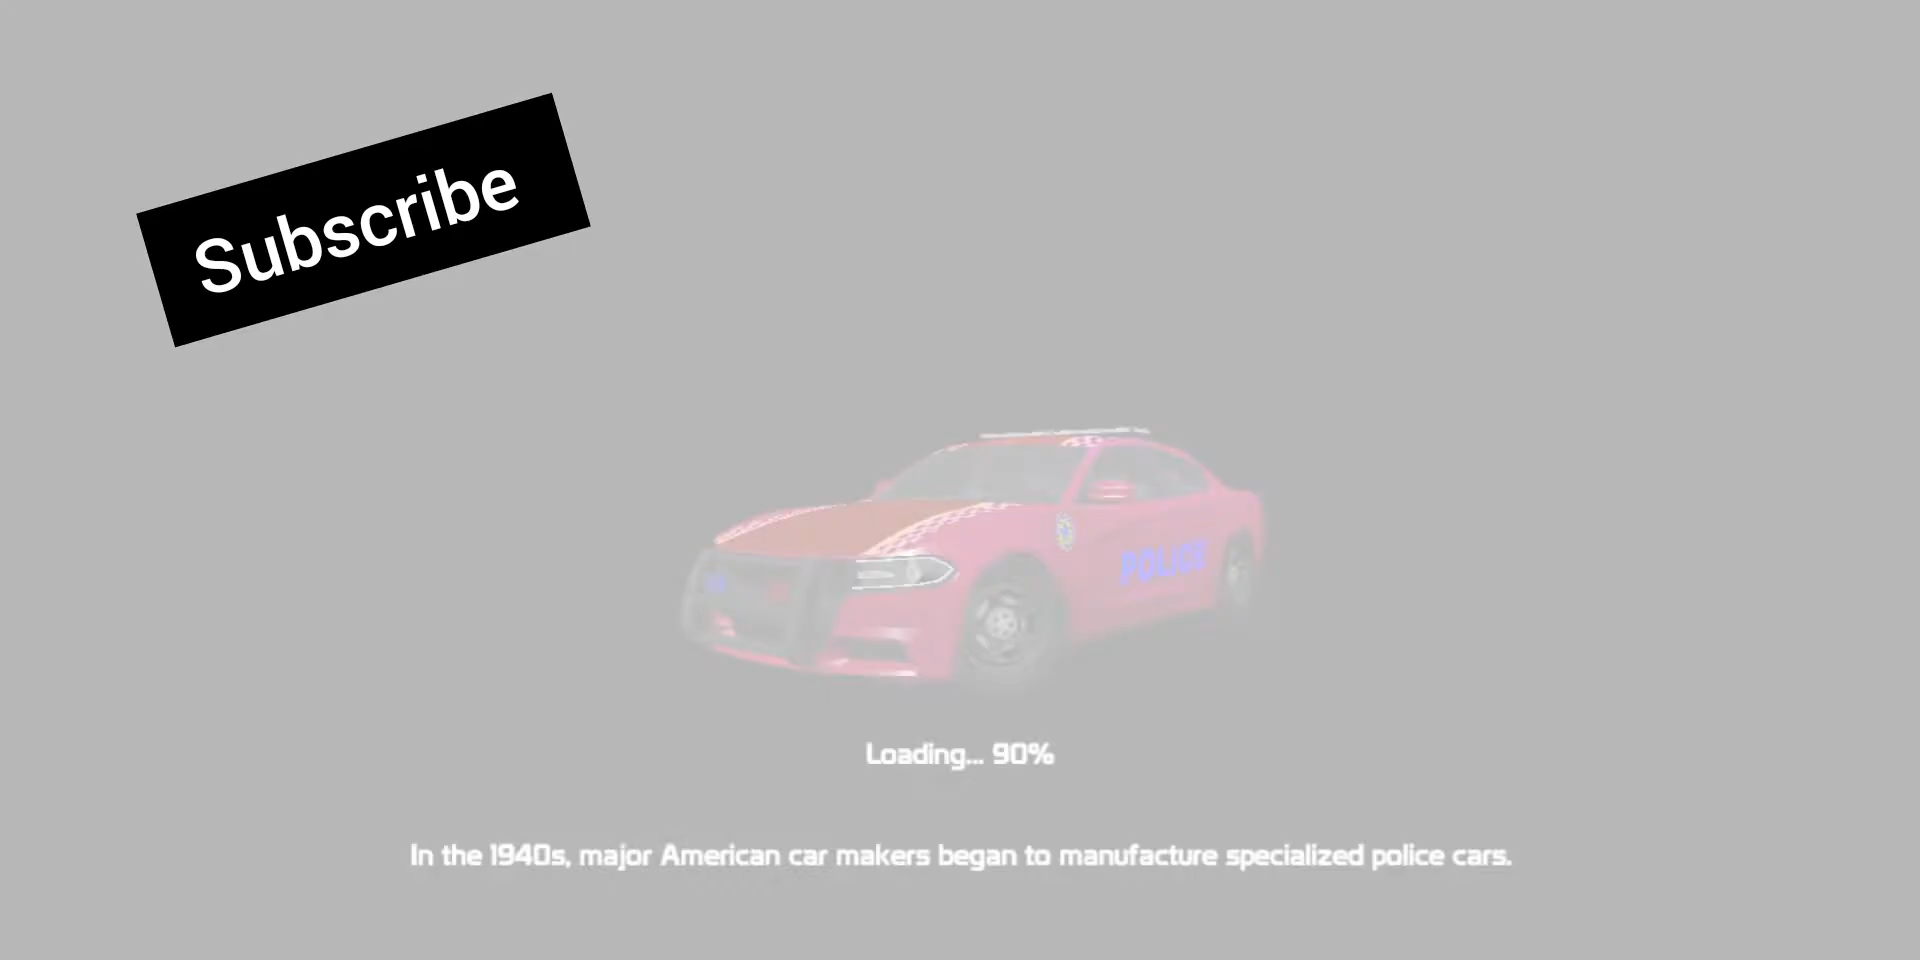 Subscribe
POLICE
Loading... 90%
In the 1940s, major American car makers began to manufacture specialized police cars.